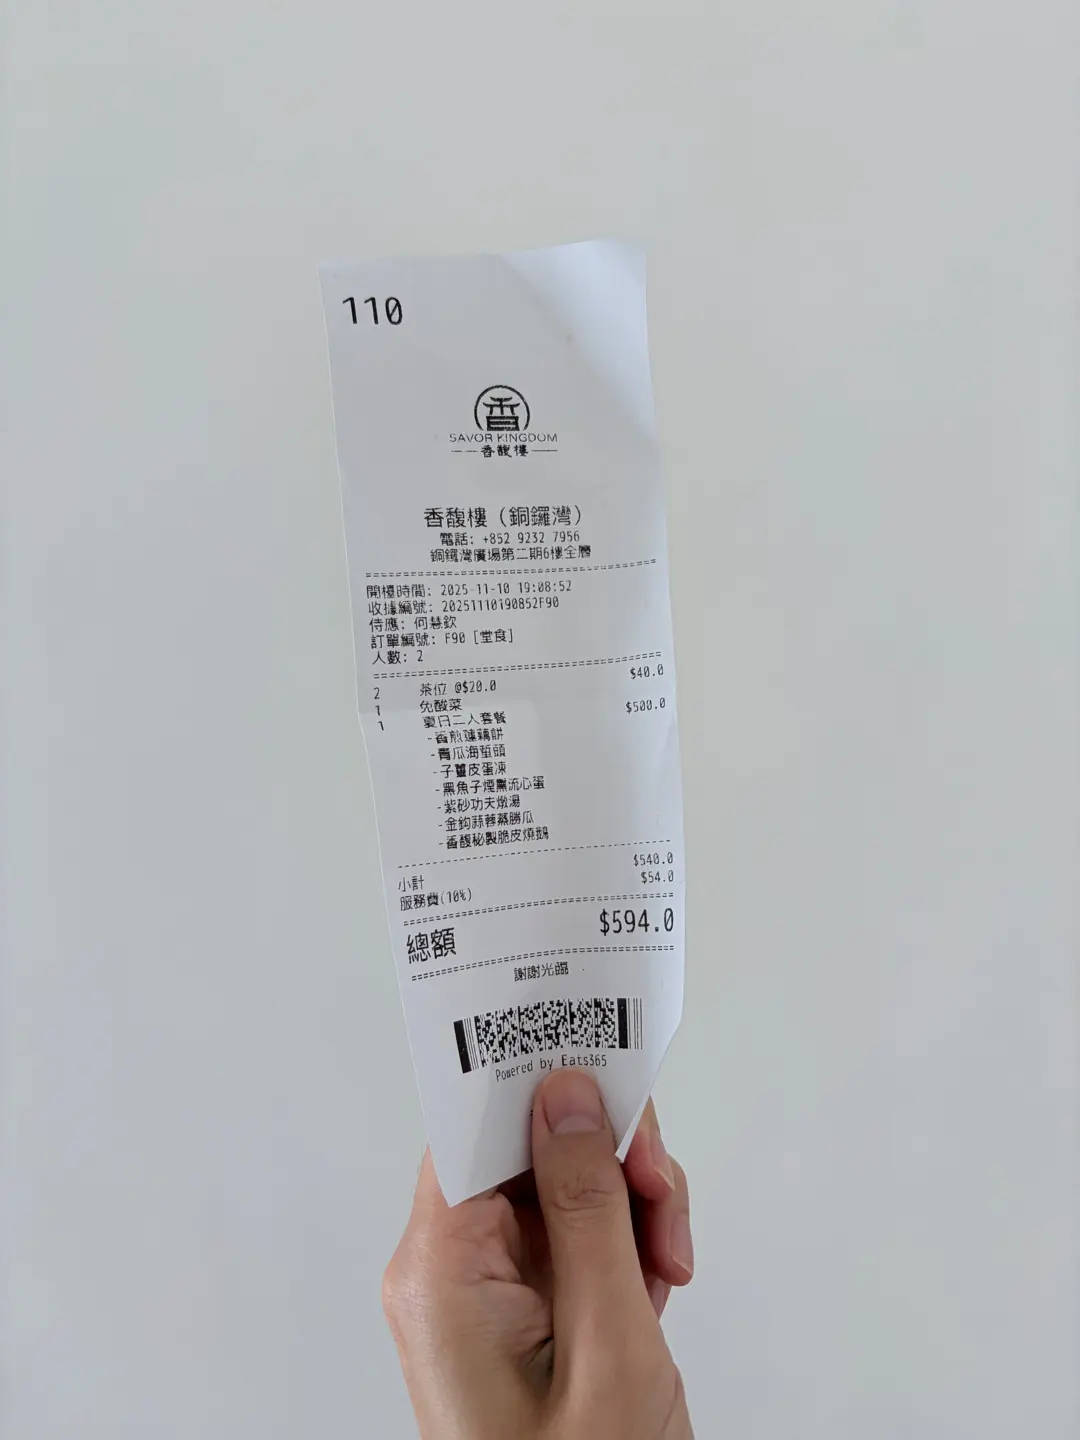 110
香
SAVOR KINGDOM
香馥樓
香馥樓（銅鑼灣）
電話: +852 9232 7956
銅鑼灣廣場第二期6樓全層
開檯時間: 2025-11-10 19:08:52
收據編號: 20251110190852F90
侍應: 何慧欽
訂單編號: F90 [堂食]
人數: 2
2 茶位 @$20.0 $40.0
1 免酸菜
1 夏日二人套餐 $500.0
-香煎蓮藕餅
-青瓜海蜇頭
-子薑皮蛋凍
-黑魚子煙熏流心蛋
-紫砂功夫燉湯
-金鈎蒜蓉蒸勝瓜
-香馥秘製脆皮燒鵝
小計 $540.0
服務費(10%) $54.0
總額 $594.0
謝謝光臨
Powered by Eats365